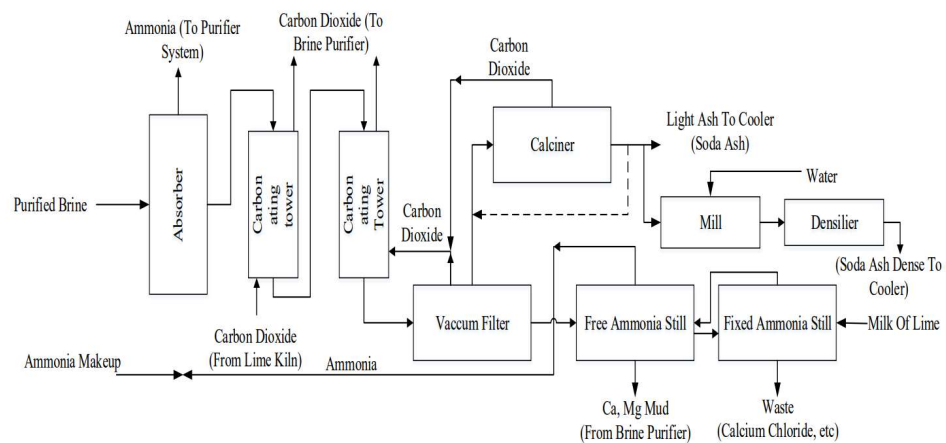 Ammonia (To Purifier
System)
Carbon Dioxide (To
Brine Purifier)
Carbon
Dioxide
Purified Brine
Absorber
Carbon
ating
tower
Carbon
ating
Tower
Calciner
Light Ash To Cooler
(Soda Ash)
Water
Mill
Densilier
(Soda Ash Dense To
Cooler)
Carbon
Dioxide
Vaccum Filter
Free Ammonia Still
Fixed Ammonia Still
Milk Of Lime
Carbon Dioxide
(From Lime Kiln)
Ammonia Makeup
Ammonia
Ca, Mg Mud
(From Brine Purifier)
Waste
(Calcium Chloride, etc)